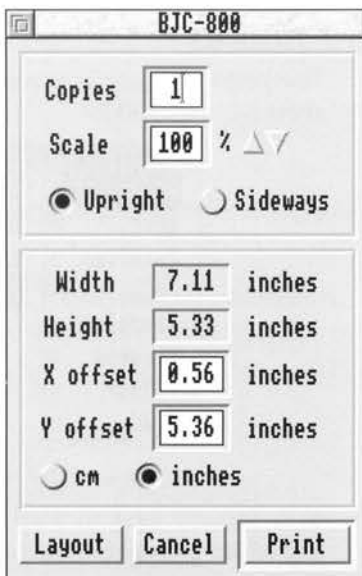 BJC-800
Copies 1
Scale 100 %
Upright Sideways
Width 7.11 inches
Height 5.33 inches
X offset 0.56 inches
Y offset 5.36 inches
cm inches
Layout Cancel Print